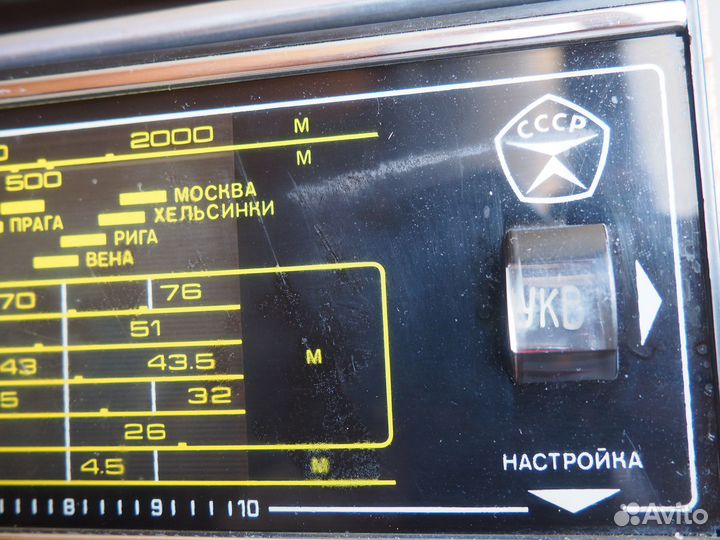 СССР
2000 М
М
500
МОСКВА
ПРАГА ХЕЛЬСИНКИ
РИГА
ВЕНА
70 76
51
УКВ
43 43.5 М
32
26
4.5 М
НАСТРОЙКА
8 9 10
Avito